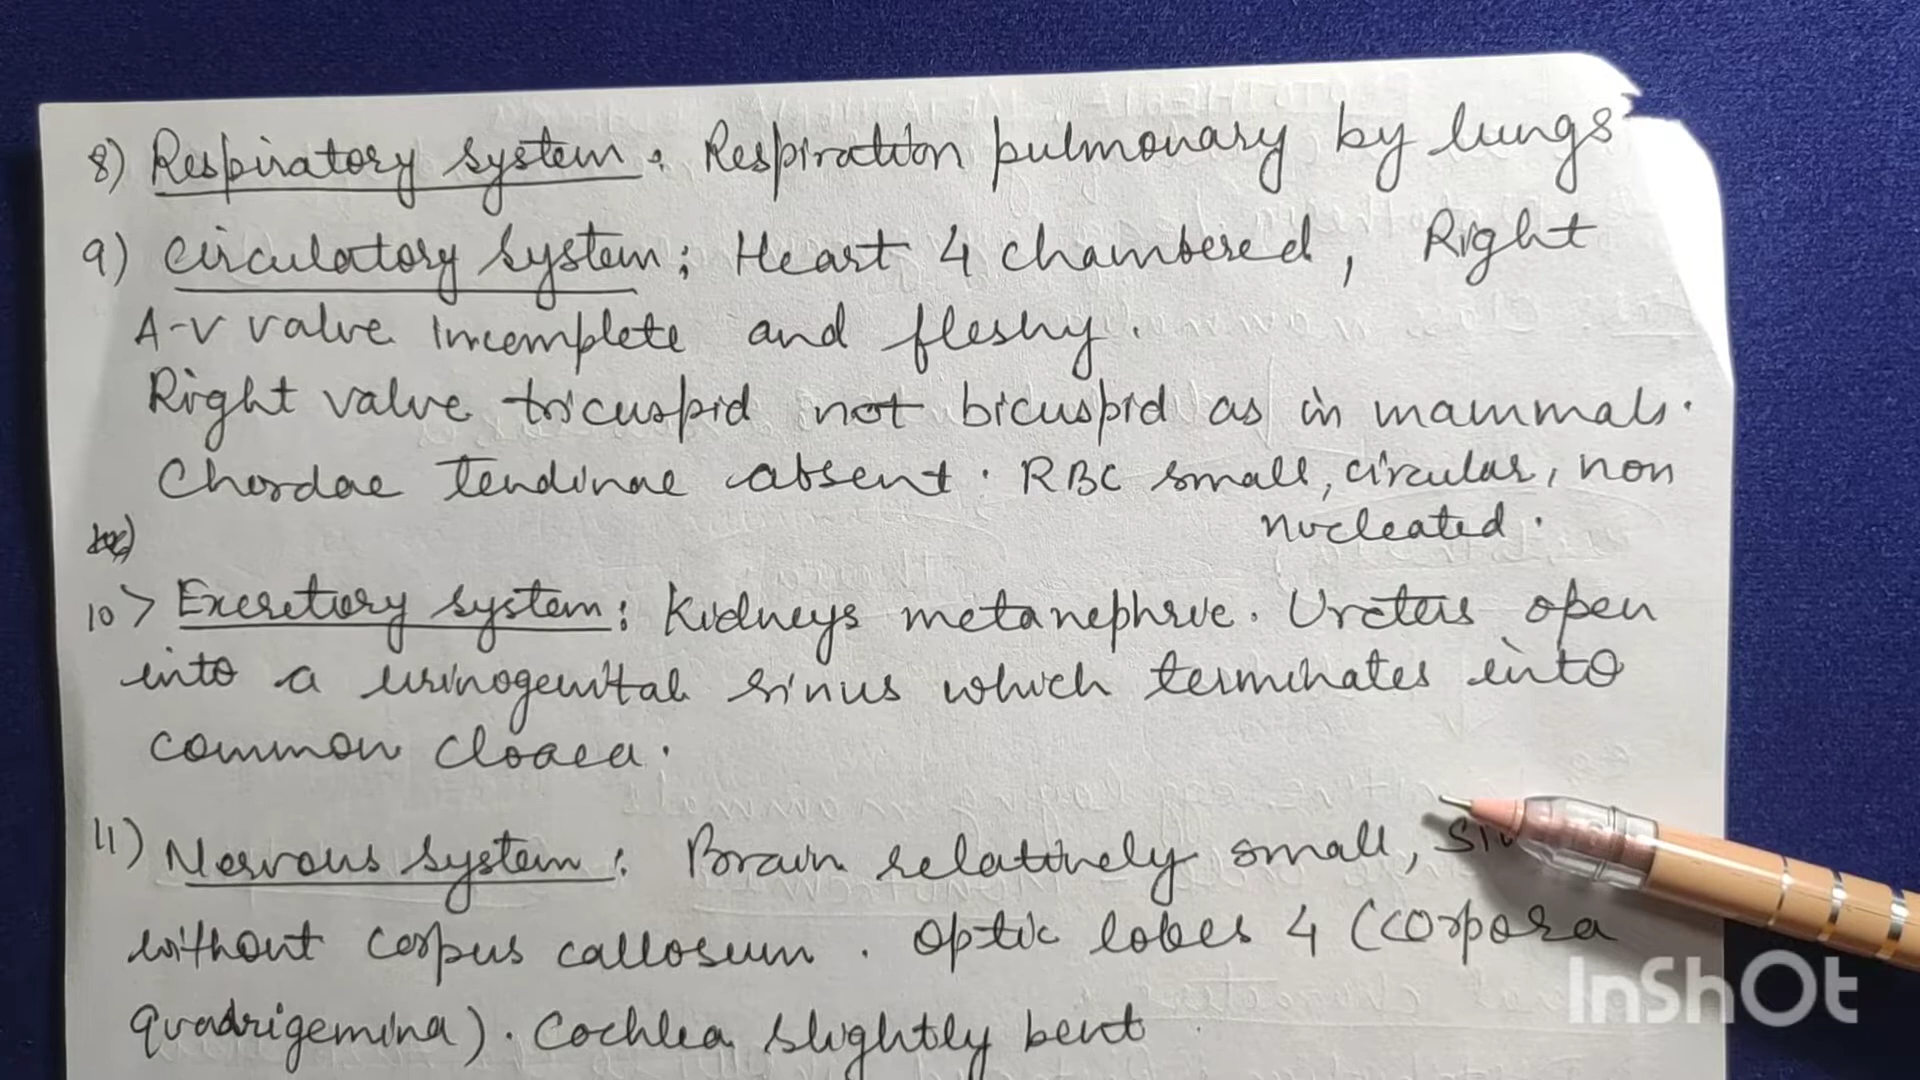 8) Respiratory system : Respiration pulmonary by lungs
9) Circulatory system ; Heart 4 chambered , Right
A-V valve incomplete and fleshy .
Right valve tricuspid not bicuspid as in mammals .
Chordae tendinae absent . RBC small, circular, non
nucleated .
10> Excretory system : Kidneys metanephric . Ureters open
into a urinogenital sinus which terminates into
common cloaca .
11) Nervous system : Brain relatively small,
without corpus callosum . Optic lobes 4 (corpora
quadrigemina) . Cochlea slightly bent
InShOt